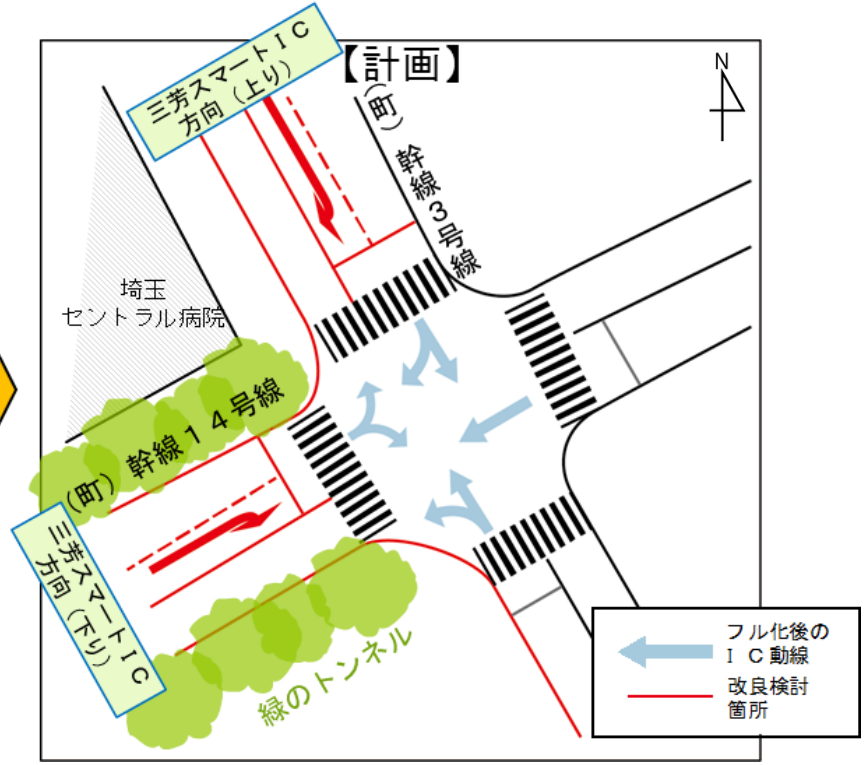 【計画】
N
三芳スマートＩＣ
方向（上り）
（町）幹線３号線
埼玉
セントラル病院
（町）幹線１４号線
三芳スマートＩＣ
方向（下り）
緑のトンネル
フル化後の
ＩＣ動線
改良検討
箇所